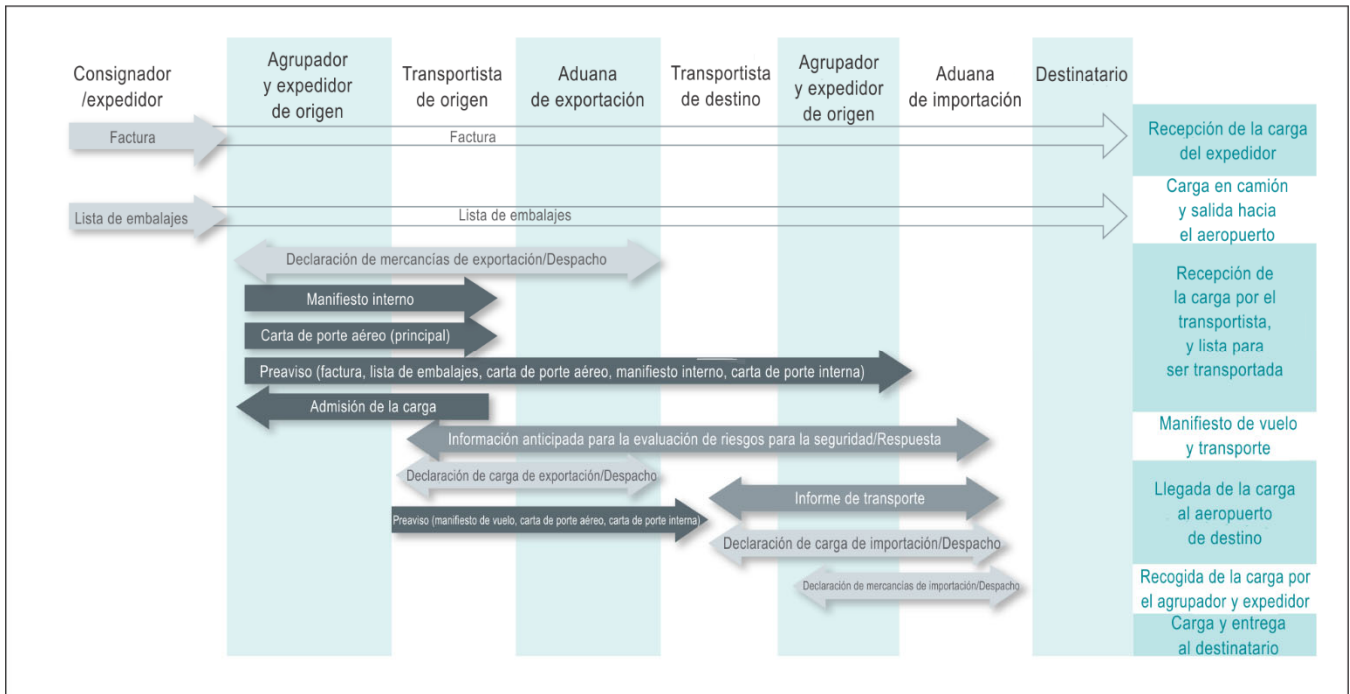 Consignador
/expedidor
Agrupador
y expedidor
de origen
Transportista
de origen
Aduana
de exportación
Transportista
de destino
Agrupador
y expedidor
de origen
Aduana
de importación
Destinatario
Factura
Factura
Recepción de la carga
del expedidor
Lista de embalajes
Lista de embalajes
Carga en camión
y salida hacia
el aeropuerto
Declaración de mercancías de exportación/Despacho
Manifiesto interno
Carta de porte aéreo (principal)
Preaviso (factura, lista de embalajes, carta de porte aéreo, manifiesto interno, carta de porte interna)
Admisión de la carga
Recepción de
la carga por el
transportista,
y lista para
ser transportada
Información anticipada para la evaluación de riesgos para la seguridad/Respuesta
Manifiesto de vuelo
y transporte
Declaración de carga de exportación/Despacho
Informe de transporte
Preaviso (manifiesto de vuelo, carta de porte aéreo, carta de porte interna)
Declaración de carga de importación/Despacho
Llegada de la carga
al aeropuerto
de destino
Declaración de mercancías de importación/Despacho
Recogida de la carga por
el agrupador y expedidor
Carga y entrega
al destinatario